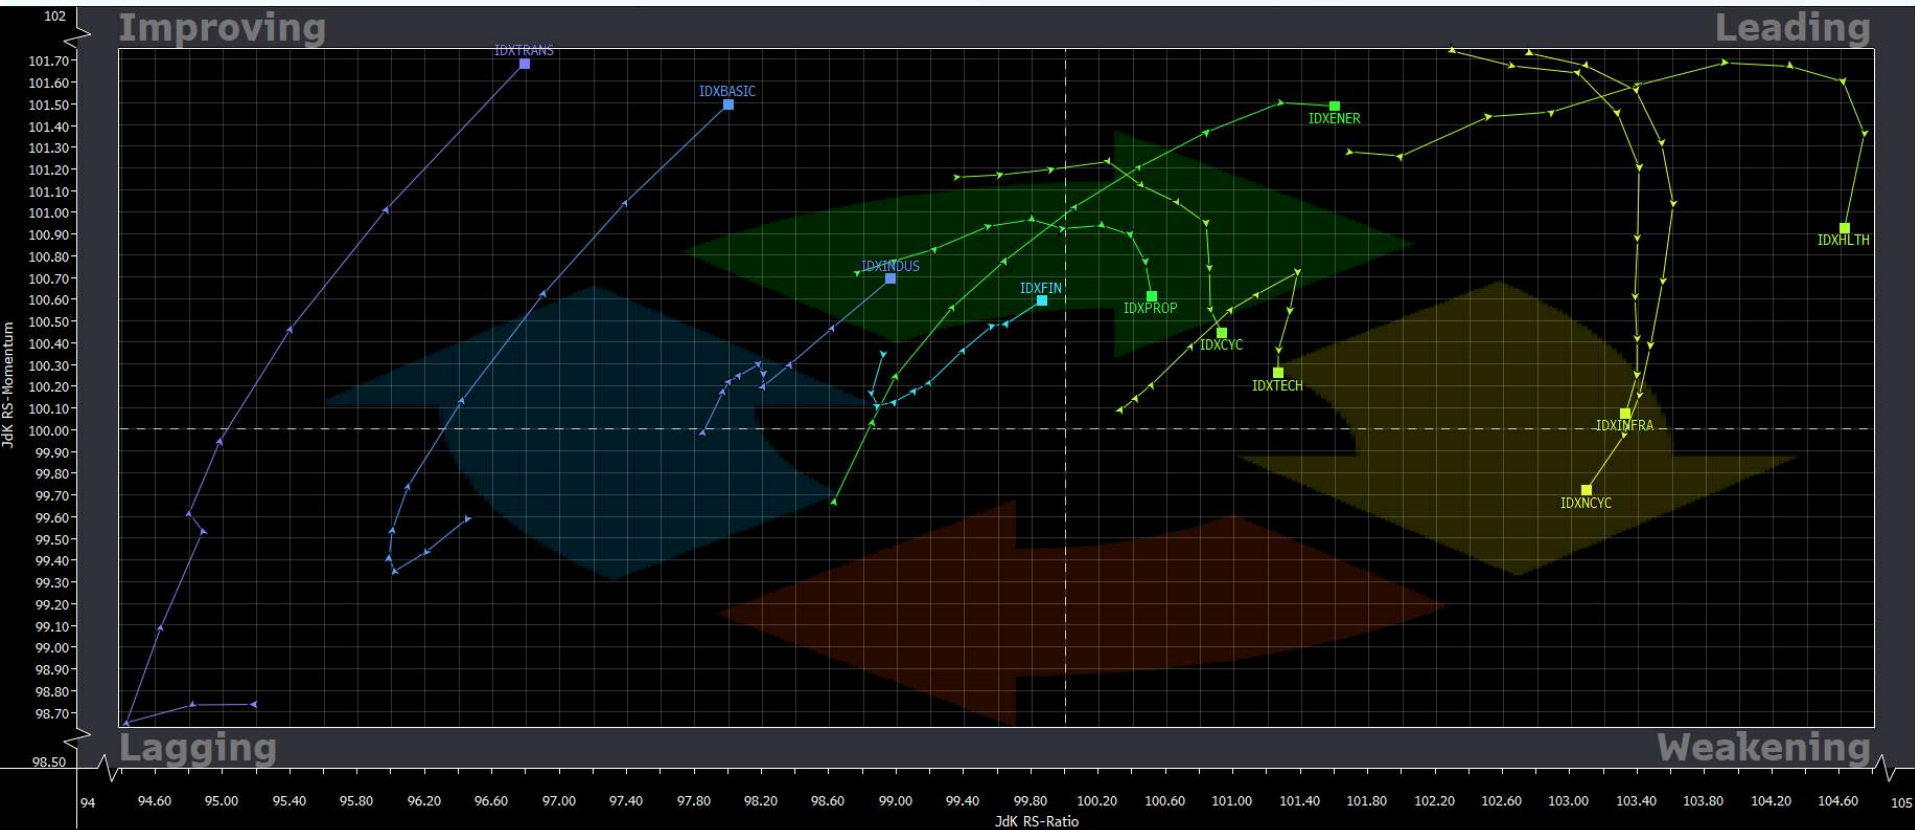 Improving
Leading
102
101.70
101.60
101.50
101.40
101.30
101.20
101.10
101.00
100.90
100.80
100.70
100.60
100.50
100.40
100.30
100.20
100.10
100.00
99.90
99.80
99.70
99.60
99.50
99.40
99.30
99.20
99.10
99.00
98.90
98.80
98.70
98.50
JdK RS-Momentum
IDXTRANS
IDXBASIC
IDXENER
IDXHLTH
IDXINDUS
IDXFIN
IDXPROP
IDXCYC
IDXTECH
IDXINFRA
IDXNCYC
Lagging
Weakening
94 94.60 95.00 95.40 95.80 96.20 96.60 97.00 97.40 97.80 98.20 98.60 99.00 99.40 99.80 100.20 100.60 101.00 101.40 101.80 102.20 102.60 103.00 103.40 103.80 104.20 104.60 105
JdK RS-Ratio